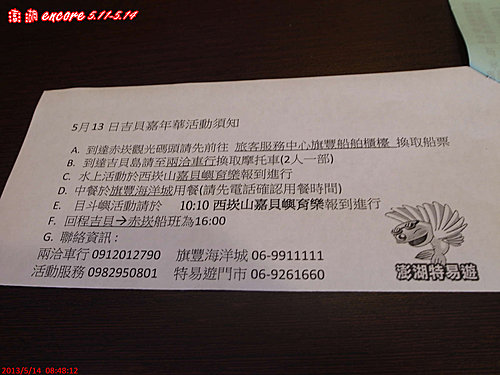 澎湖 encore 5.11-5.14
5月13日吉貝嘉年華活動須知
A. 到達赤崁觀光碼頭請先前往 旅客服務中心旗豐船舶櫃檯 換取船票
B. 到達吉貝島請至兩洽車行換取摩托車(2人一部)
C. 水上活動於西崁山嘉貝嶼育樂報到進行
D. 中餐於旗豐海洋城用餐(請先電話確認用餐時間)
E. 目斗嶼活動請於 10:10 西崁山嘉貝嶼育樂報到進行
F. 回程吉貝→赤崁船班為16:00
G. 聯絡資訊：
兩洽車行 0912012790 旗豐海洋城 06-9911111
活動服務 0982950801 特易遊門市 06-9261660
澎湖特易遊
2013/5/14 08:48:12